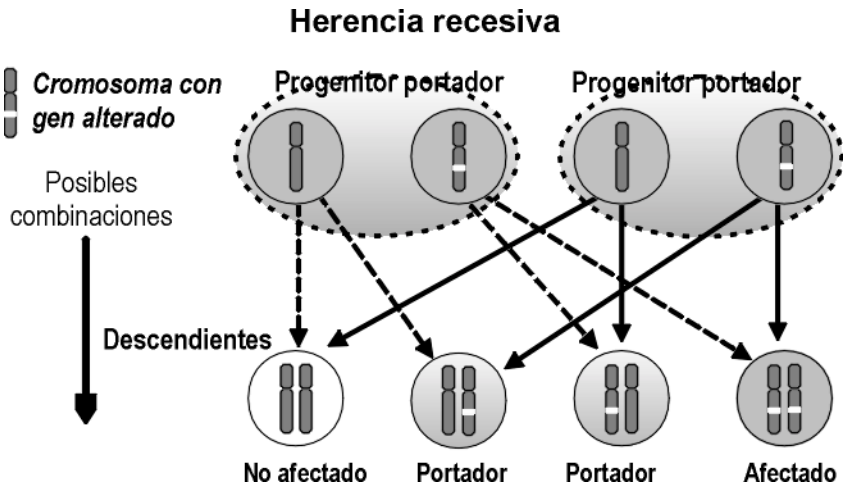 Herencia recesiva
Cromosoma con
gen alterado
Progenitor portador
Progenitor portador
Posibles
combinaciones
Descendientes
No afectado
Portador
Portador
Afectado